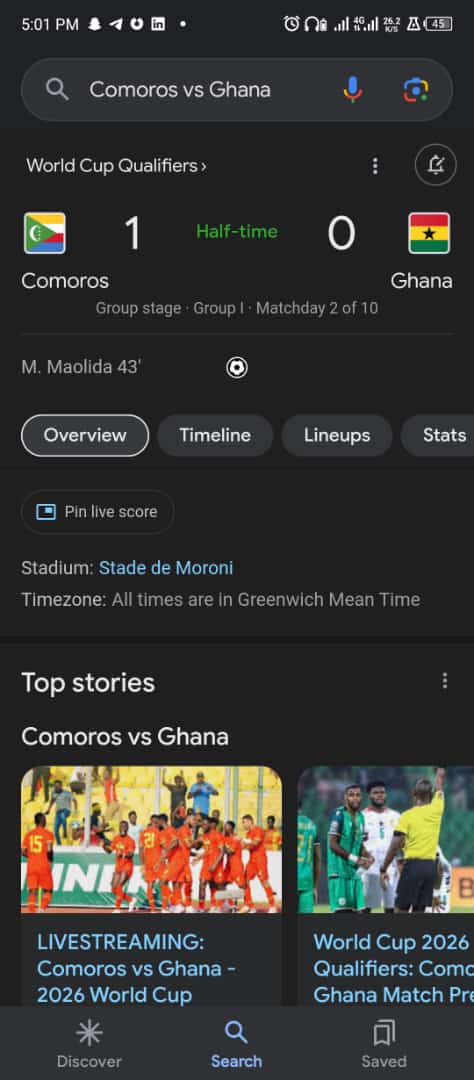 5:01 PM
4G
26.2
K/S
45
Comoros vs Ghana
World Cup Qualifiers ›
1 Half-time 0
Comoros Ghana
Group stage · Group I · Matchday 2 of 10
M. Maolida 43'
Overview Timeline Lineups Stats
Pin live score
Stadium: Stade de Moroni
Timezone: All times are in Greenwich Mean Time
Top stories
Comoros vs Ghana
15
21
LIVESTREAMING:
Comoros vs Ghana -
2026 World Cup
World Cup 2026
Qualifiers: Como
Ghana Match Pre
Discover Search Saved